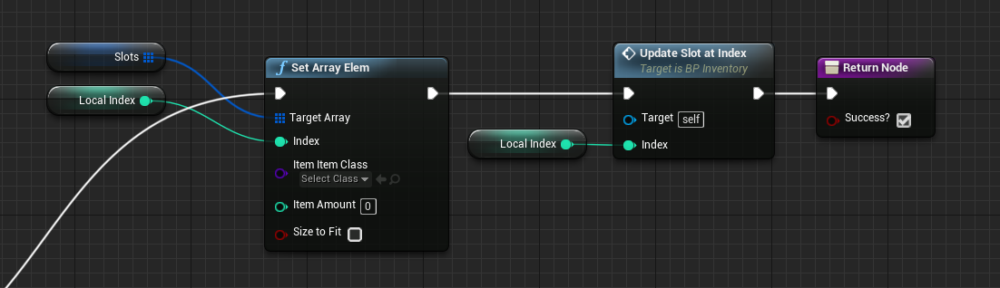 Slots
Local Index
Set Array Elem
Target Array
Index
Item Item Class
Select Class
Item Amount 0
Size to Fit
Local Index
Update Slot at Index
Target is BP Inventory
Target self
Index
Return Node
Success?